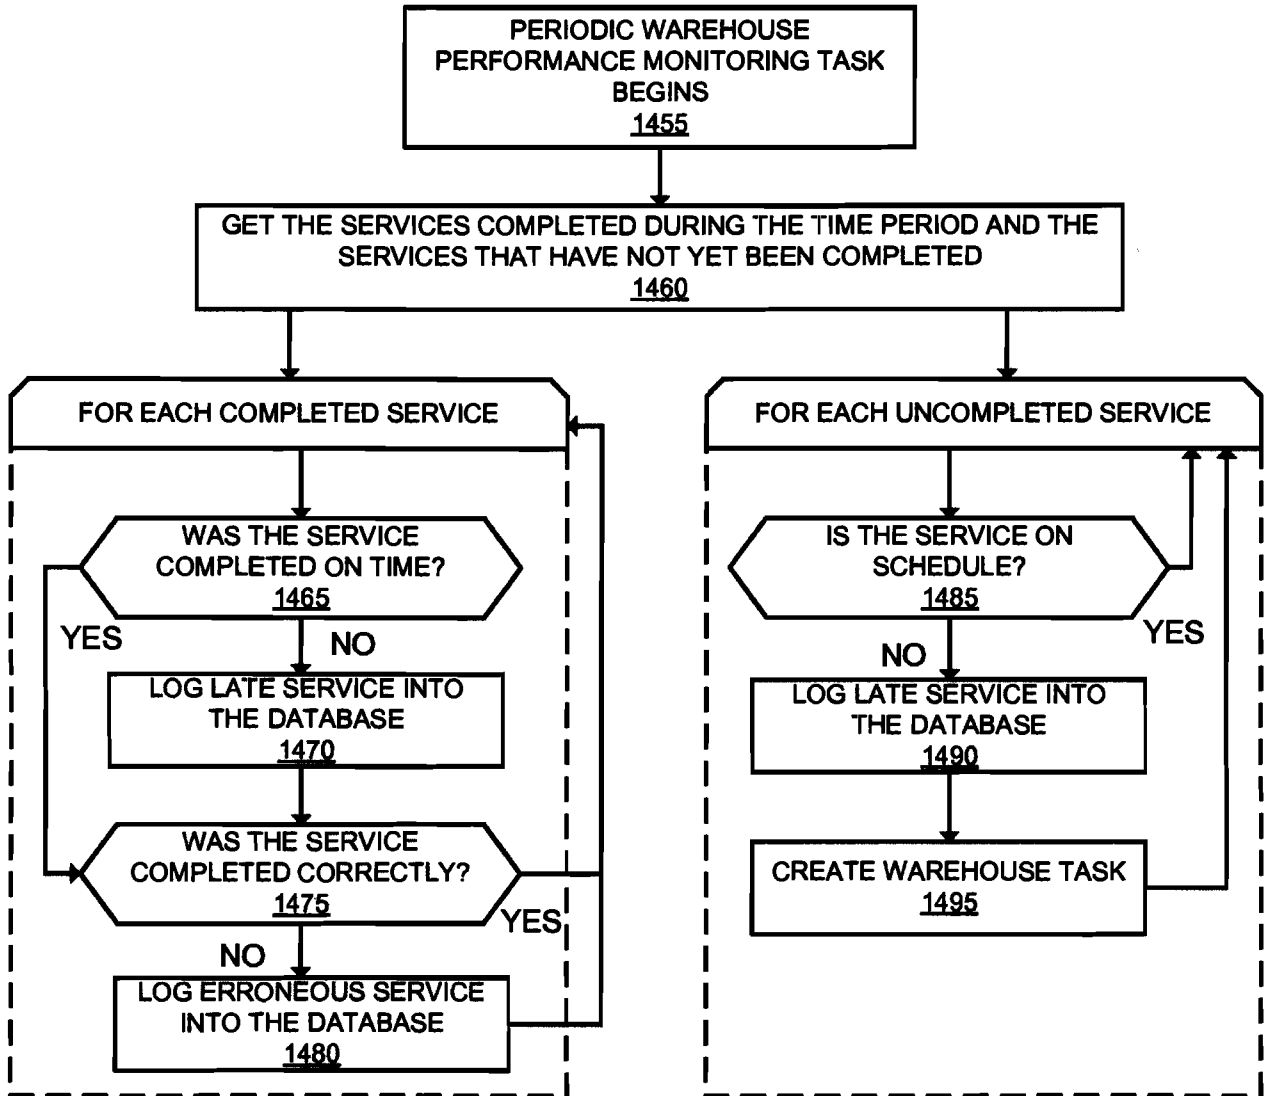 PERIODIC WAREHOUSE
PERFORMANCE MONITORING TASK
BEGINS
1455
GET THE SERVICES COMPLETED DURING THE TIME PERIOD AND THE
SERVICES THAT HAVE NOT YET BEEN COMPLETED
1460
FOR EACH COMPLETED SERVICE
WAS THE SERVICE
COMPLETED ON TIME?
1465
YES
NO
LOG LATE SERVICE INTO
THE DATABASE
1470
WAS THE SERVICE
COMPLETED CORRECTLY?
1475
YES
NO
LOG ERRONEOUS SERVICE
INTO THE DATABASE
1480
FOR EACH UNCOMPLETED SERVICE
IS THE SERVICE ON
SCHEDULE?
1485
YES
NO
LOG LATE SERVICE INTO
THE DATABASE
1490
CREATE WAREHOUSE TASK
1495